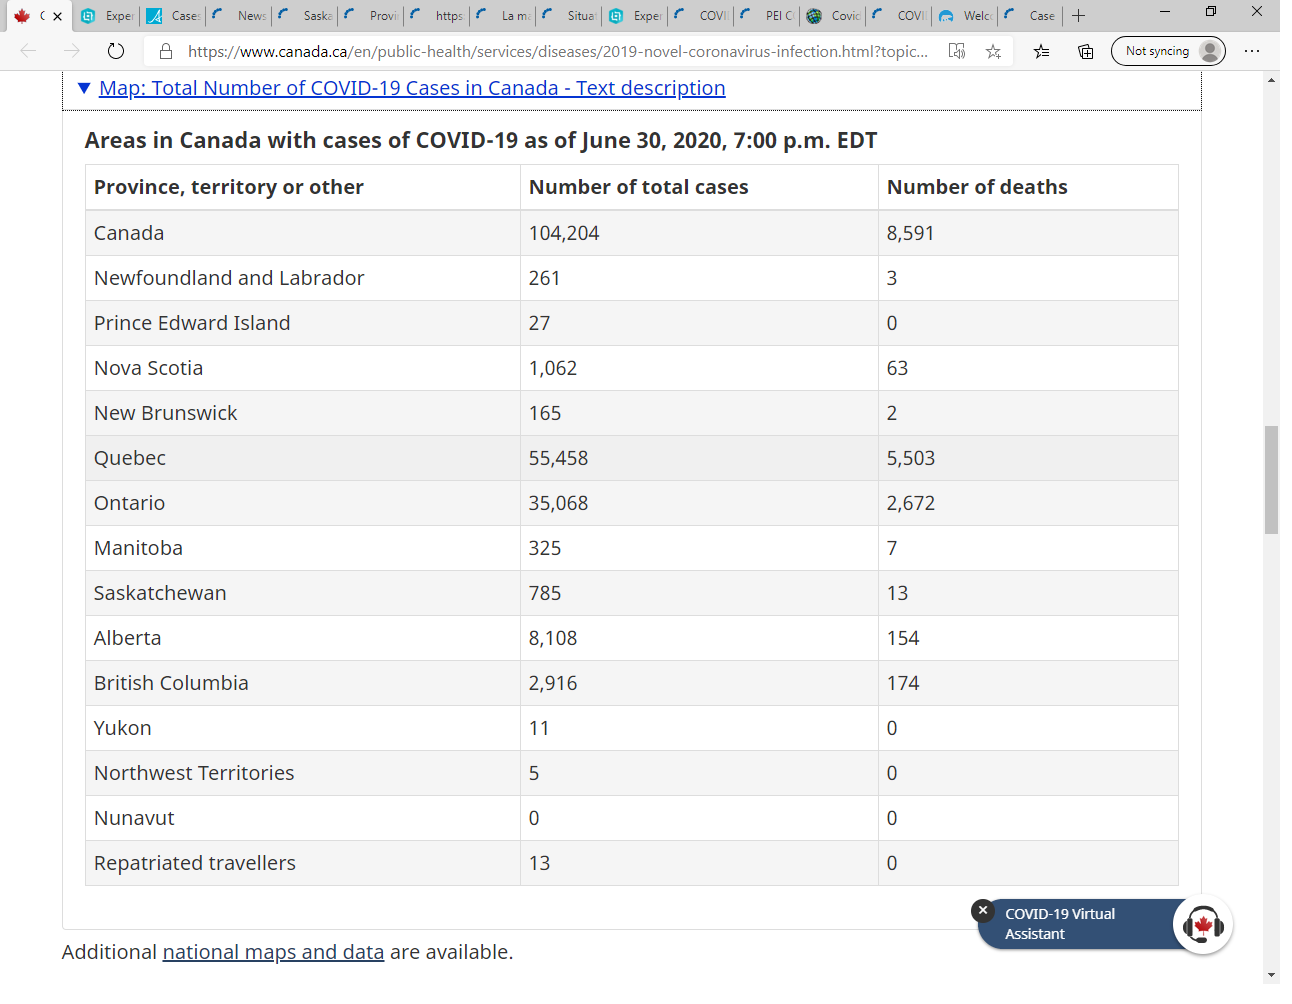 Exper
Case:
News
Saska
Provi
https:
La m
Situa
Exper
COVI
PEI C
Covid
COVI
Welc
Case
https://www.canada.ca/en/public-health/services/diseases/2019-novel-coronavirus-infection.html?topic...
Not syncing
Map: Total Number of COVID-19 Cases in Canada - Text description
Areas in Canada with cases of COVID-19 as of June 30, 2020, 7:00 p.m. EDT
Province, territory or other Number of total cases Number of deaths
Canada 104,204 8,591
Newfoundland and Labrador 261 3
Prince Edward Island 27 0
Nova Scotia 1,062 63
New Brunswick 165 2
Quebec 55,458 5,503
Ontario 35,068 2,672
Manitoba 325 7
Saskatchewan 785 13
Alberta 8,108 154
British Columbia 2,916 174
Yukon 11 0
Northwest Territories 5 0
Nunavut 0 0
Repatriated travellers 13 0
COVID-19 Virtual
Assistant
Additional national maps and data are available.